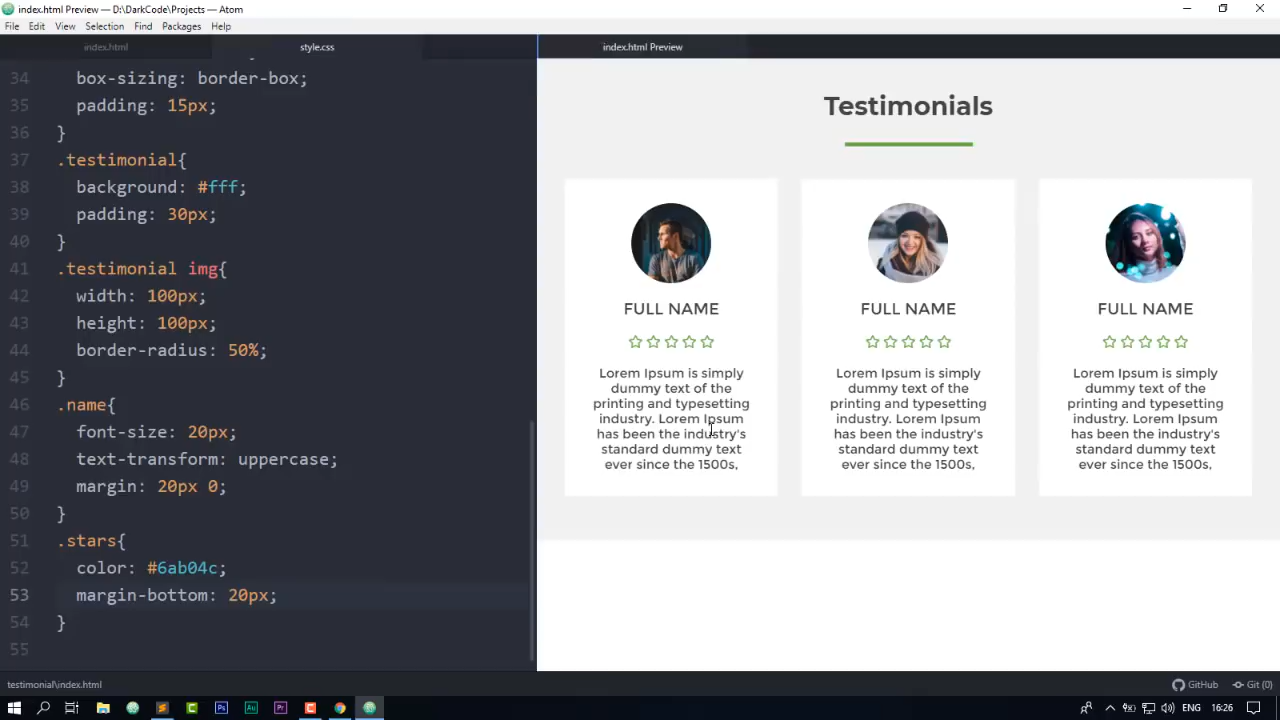 index.html Preview — D:\DarkCode\Projects — Atom
File Edit View Selection Find Packages Help
index.html
style.css
index.html Preview
34 box-sizing: border-box;
35 padding: 15px;
36 }
37 .testimonial{
38 background: #fff;
39 padding: 30px;
40 }
41 .testimonial img{
42 width: 100px;
43 height: 100px;
44 border-radius: 50%;
45 }
46 .name{
47 font-size: 20px;
48 text-transform: uppercase;
49 margin: 20px 0;
50 }
51 .stars{
52 color: #6ab04c;
53 margin-bottom: 20px;
54 }
55
Testimonials
FULL NAME
Lorem Ipsum is simply
dummy text of the
printing and typesetting
industry. Lorem Ipsum
has been the industry's
standard dummy text
ever since the 1500s,
FULL NAME
Lorem Ipsum is simply
dummy text of the
printing and typesetting
industry. Lorem Ipsum
has been the industry's
standard dummy text
ever since the 1500s,
FULL NAME
Lorem Ipsum is simply
dummy text of the
printing and typesetting
industry. Lorem Ipsum
has been the industry's
standard dummy text
ever since the 1500s,
testimonial\index.html
GitHub
Git (0)
Ps
Au
Pr
ENG
16:26